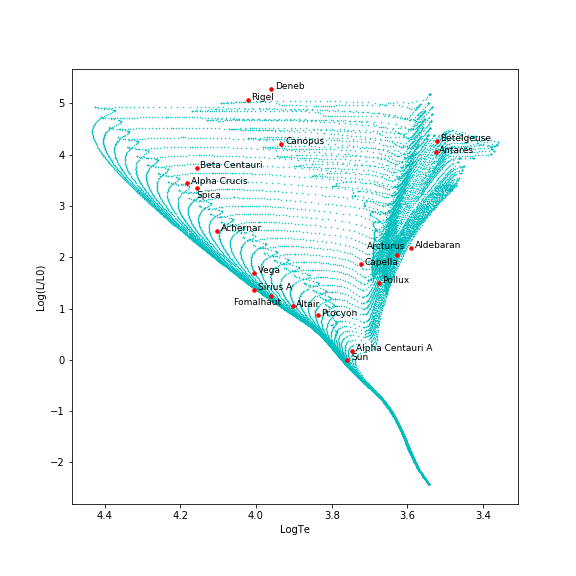 Deneb
Rigel
Canopus
Betelgeuse
Antares
Beta Centauri
Alpha Crucis
Spica
Achernar
Arcturus
Aldebaran
Capella
Vega
Pollux
Sirius A
Fomalhaut
Altair
Procyon
Alpha Centauri A
Sun
5
4
3
2
1
0
−1
−2
Log(L/L0)
4.4 4.2 4.0 3.8 3.6 3.4
LogTe